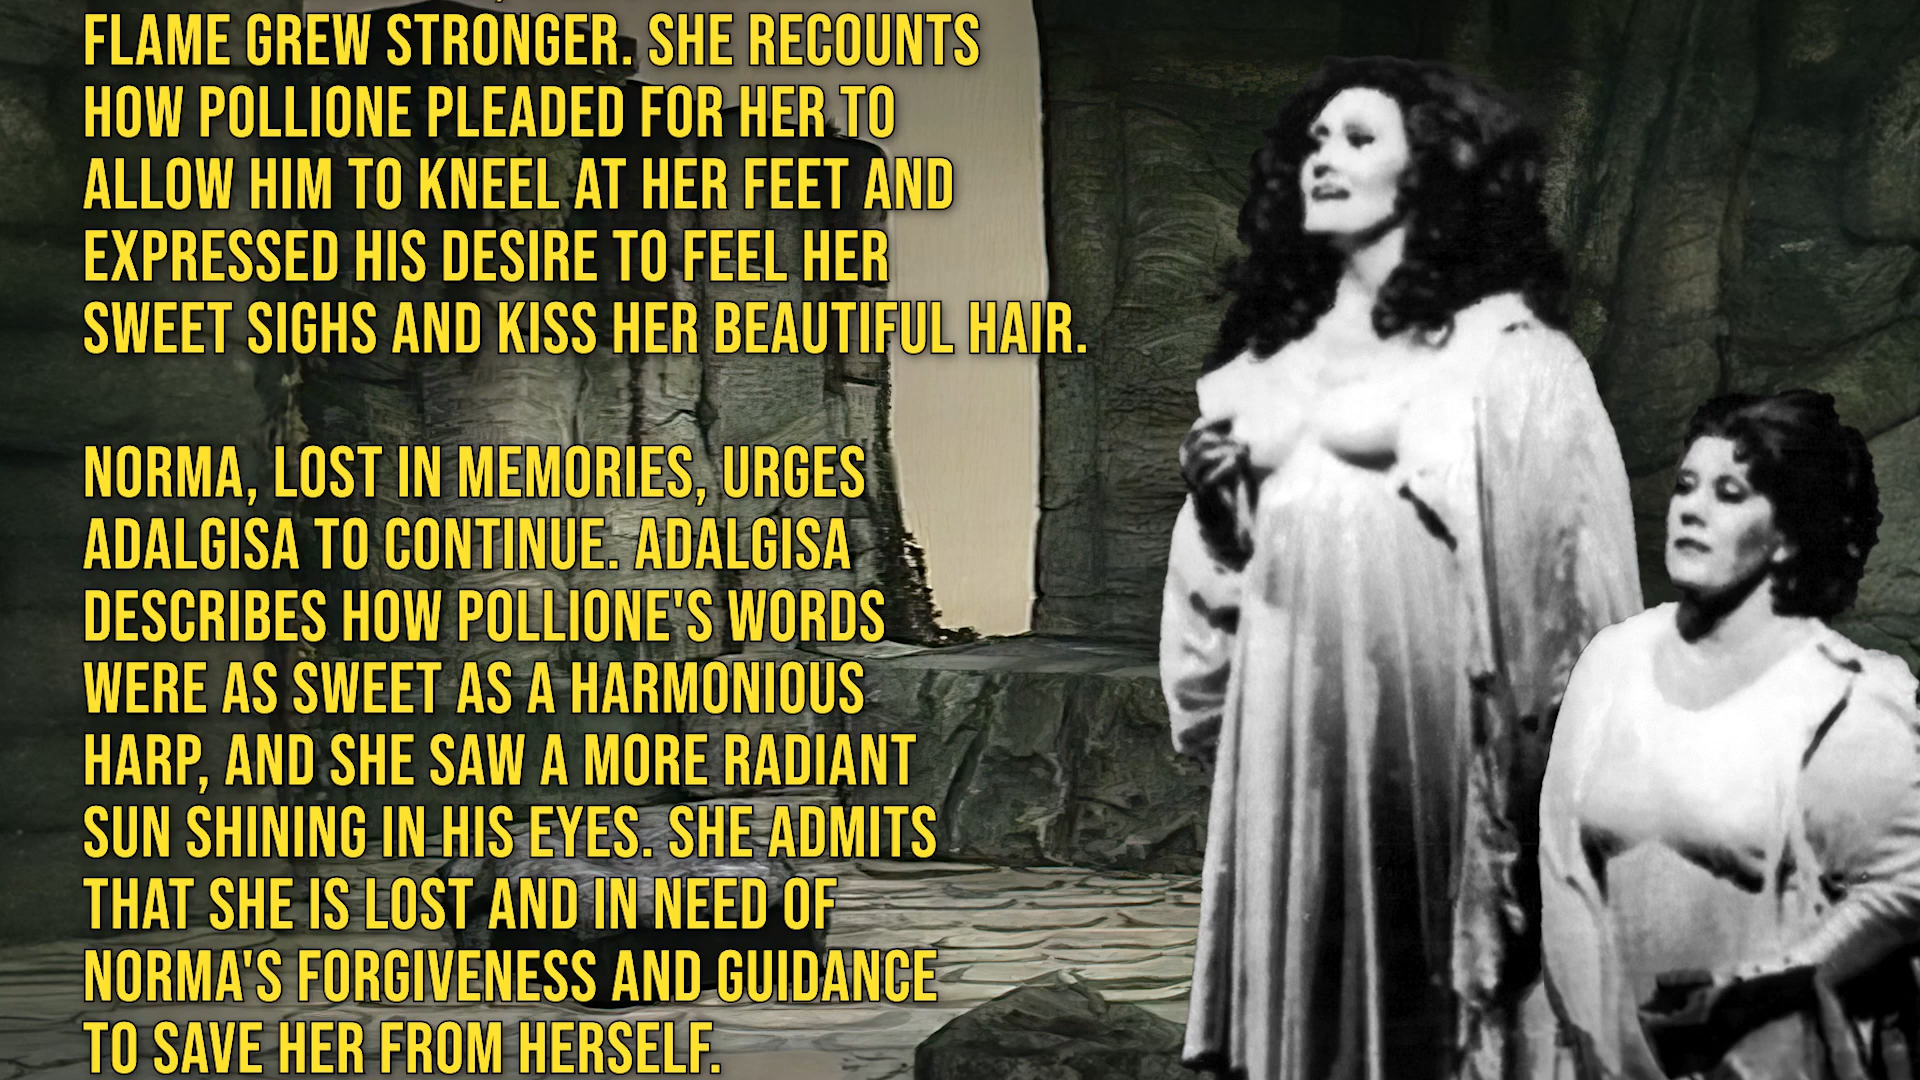 FLAME GREW STRONGER. SHE RECOUNTS
HOW POLLIONE PLEADED FOR HER TO
ALLOW HIM TO KNEEL AT HER FEET AND
EXPRESSED HIS DESIRE TO FEEL HER
SWEET SIGHS AND KISS HER BEAUTIFUL HAIR.
NORMA, LOST IN MEMORIES, URGES
ADALGISA TO CONTINUE. ADALGISA
DESCRIBES HOW POLLIONE'S WORDS
WERE AS SWEET AS A HARMONIOUS
HARP, AND SHE SAW A MORE RADIANT
SUN SHINING IN HIS EYES. SHE ADMITS
THAT SHE IS LOST AND IN NEED OF
NORMA'S FORGIVENESS AND GUIDANCE
TO SAVE HER FROM HERSELF.